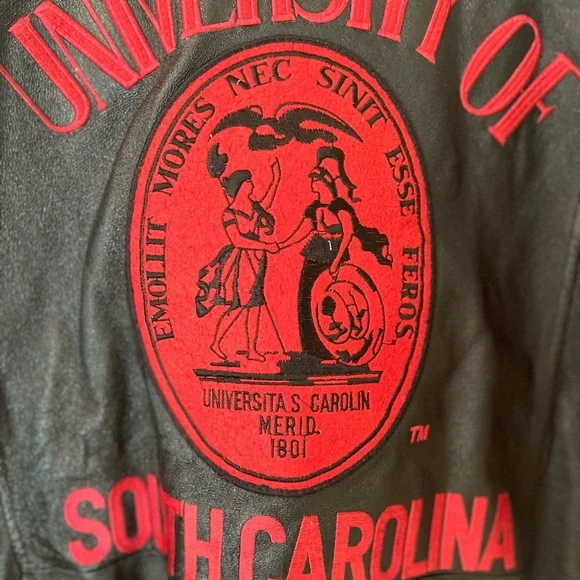 UNIVERSITY OF
EMOLLIT MORES NEC SINIT ESSE FEROS
UNIVERSITA S CAROLIN
MERID.
1801
TM
SOUTH CAROLINA